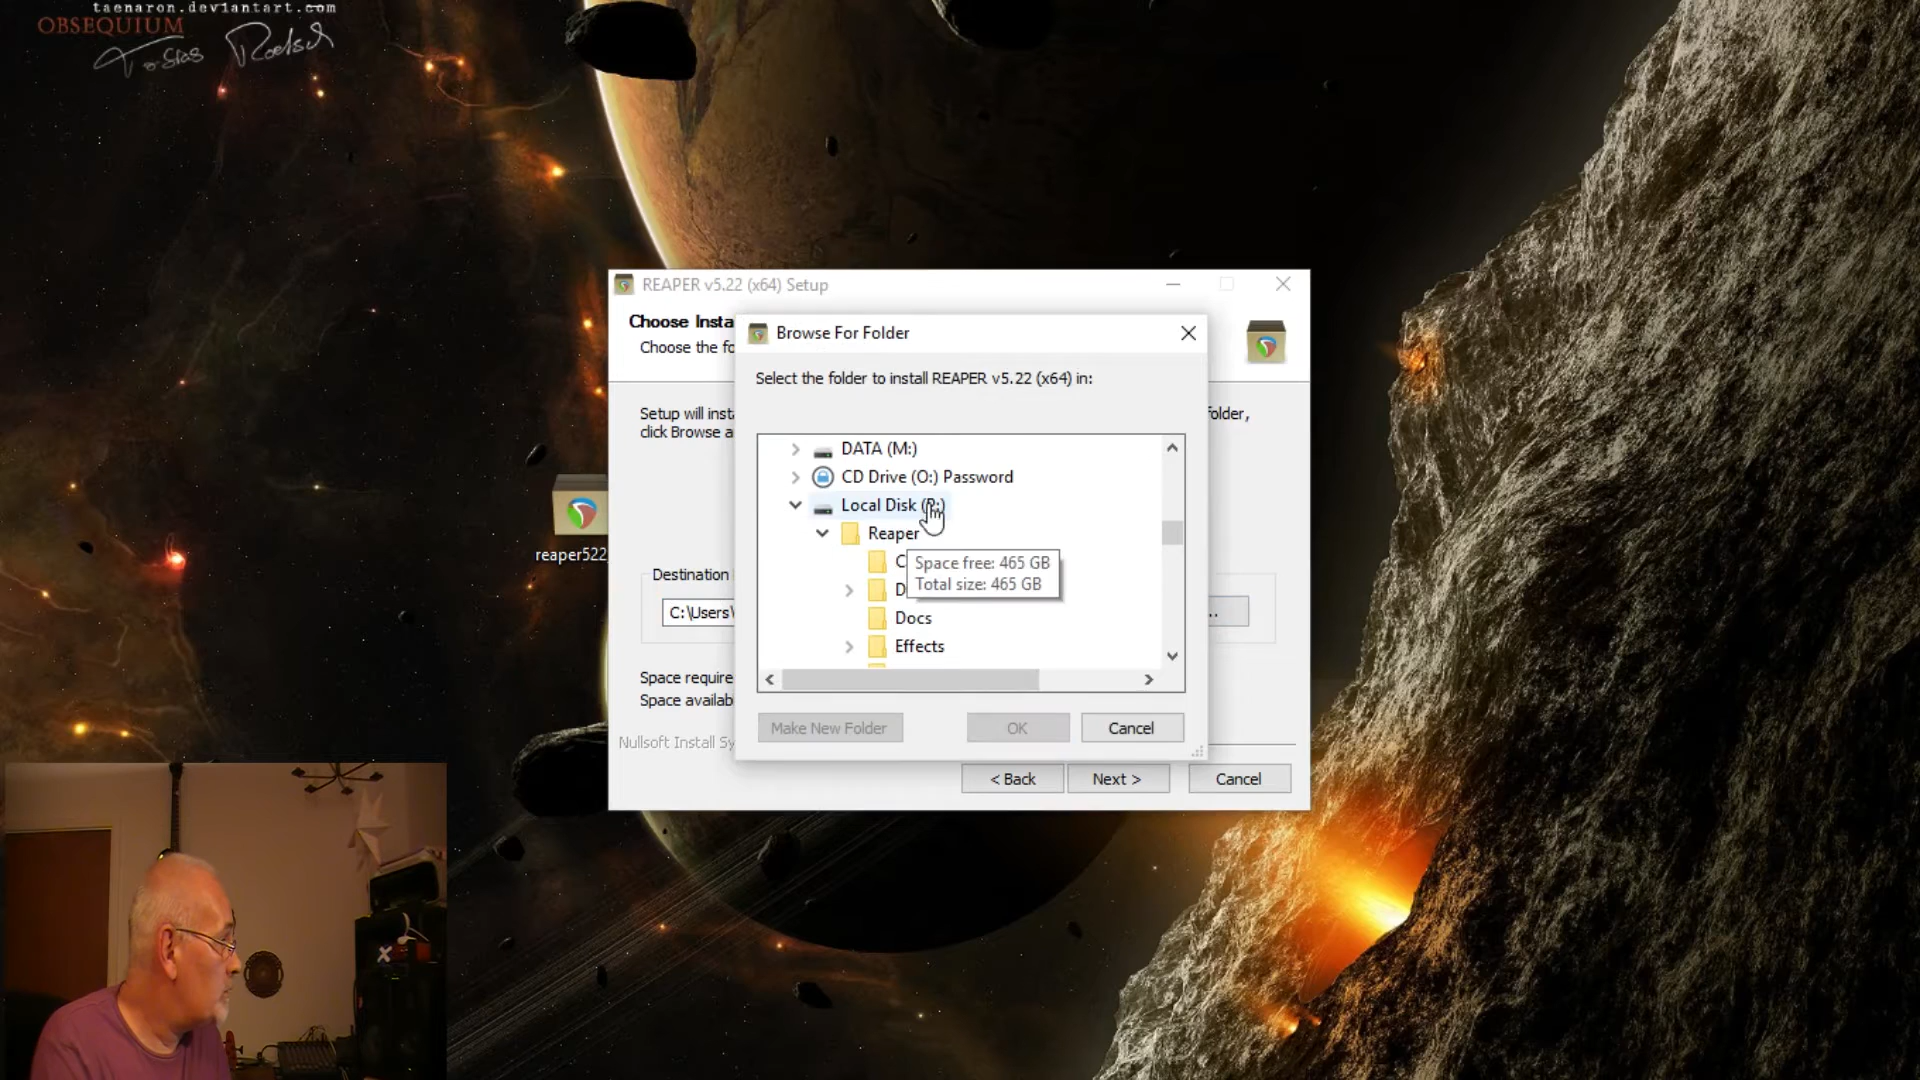 taenaron.deviantart.com
OBSEQUIUM
Tobias Roetsch
REAPER v5.22 (x64) Setup
Choose Insta
Choose the fo
Browse For Folder
Select the folder to install REAPER v5.22 (x64) in:
Setup will insta
folder,
click Browse a
DATA (M:)
CD Drive (O:) Password
Local Disk
Reaper
C
D
Space free: 465 GB
Total size: 465 GB
Docs
Effects
reaper522
Destination
C:\Users\
..
Space require
Space availab
Make New Folder
OK
Cancel
Nullsoft Install Sy
< Back
Next >
Cancel